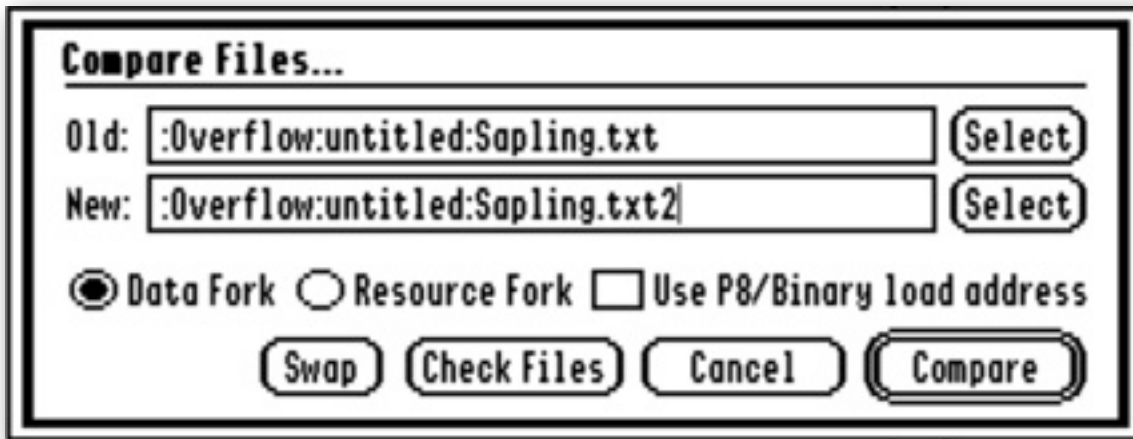 Compare Files...
Old: :Overflow:untitled:Sapling.txt Select
New: :Overflow:untitled:Sapling.txt2 Select
Data Fork Resource Fork Use P8/Binary load address
Swap Check Files Cancel Compare